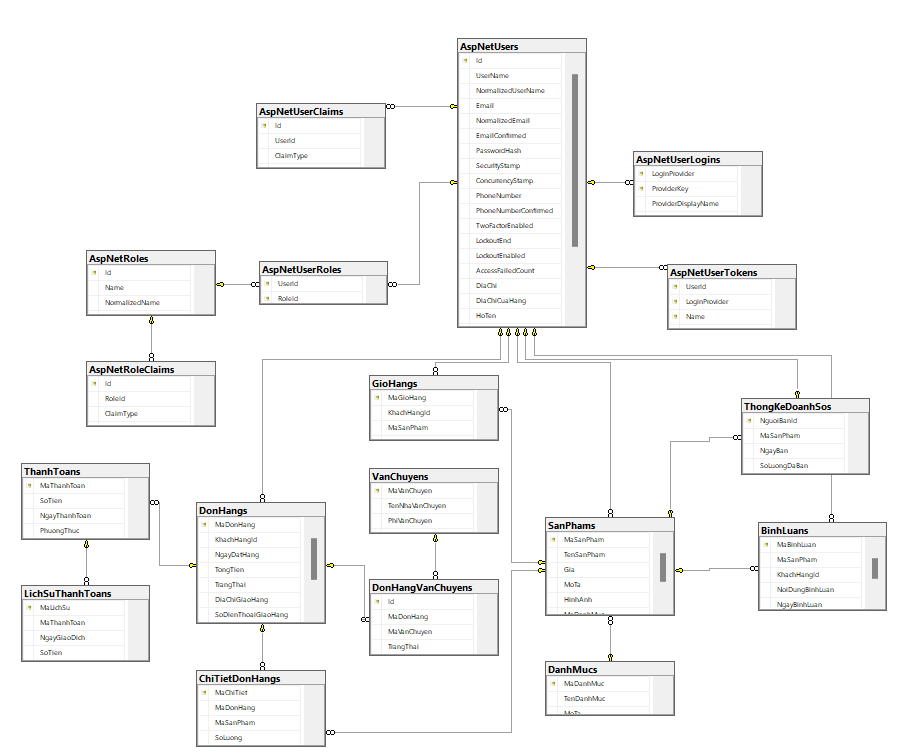 AspNetUsers
Id
UserName
NormalizedUserName
Email
NormalizedEmail
EmailConfirmed
PasswordHash
SecurityStamp
ConcurrencyStamp
PhoneNumber
PhoneNumberConfirmed
TwoFactorEnabled
LockoutEnd
LockoutEnabled
AccessFailedCount
DiaChi
DiaChiCuaHang
HoTen
AspNetUserClaims
Id
UserId
ClaimType
AspNetUserLogins
LoginProvider
ProviderKey
ProviderDisplayName
AspNetRoles
Id
Name
NormalizedName
AspNetUserRoles
UserId
RoleId
AspNetUserTokens
UserId
LoginProvider
Name
AspNetRoleClaims
Id
RoleId
ClaimType
GioHangs
MaGioHang
KhachHangId
MaSanPham
ThongKeDoanhSos
NguoiBanId
MaSanPham
NgayBan
SoLuongDaBan
ThanhToans
MaThanhToan
SoTien
NgayThanhToan
PhuongThuc
VanChuyens
MaVanChuyen
TenNhaVanChuyen
PhiVanChuyen
DonHangs
MaDonHang
KhachHangId
NgayDatHang
TongTien
TrangThai
DiaChiGiaoHang
SoDienThoaiGiaoHang
SanPhams
MaSanPham
TenSanPham
Gia
MoTa
HinhAnh
MaDanhMuc
BinhLuans
MaBinhLuan
MaSanPham
KhachHangId
NoiDungBinhLuan
NgayBinhLuan
LichSuThanhToans
MaLichSu
MaThanhToan
NgayGiaoDich
SoTien
DonHangVanChuyens
Id
MaDonHang
MaVanChuyen
TrangThai
ChiTietDonHangs
MaChiTiet
MaDonHang
MaSanPham
SoLuong
DanhMucs
MaDanhMuc
TenDanhMuc
MoTa